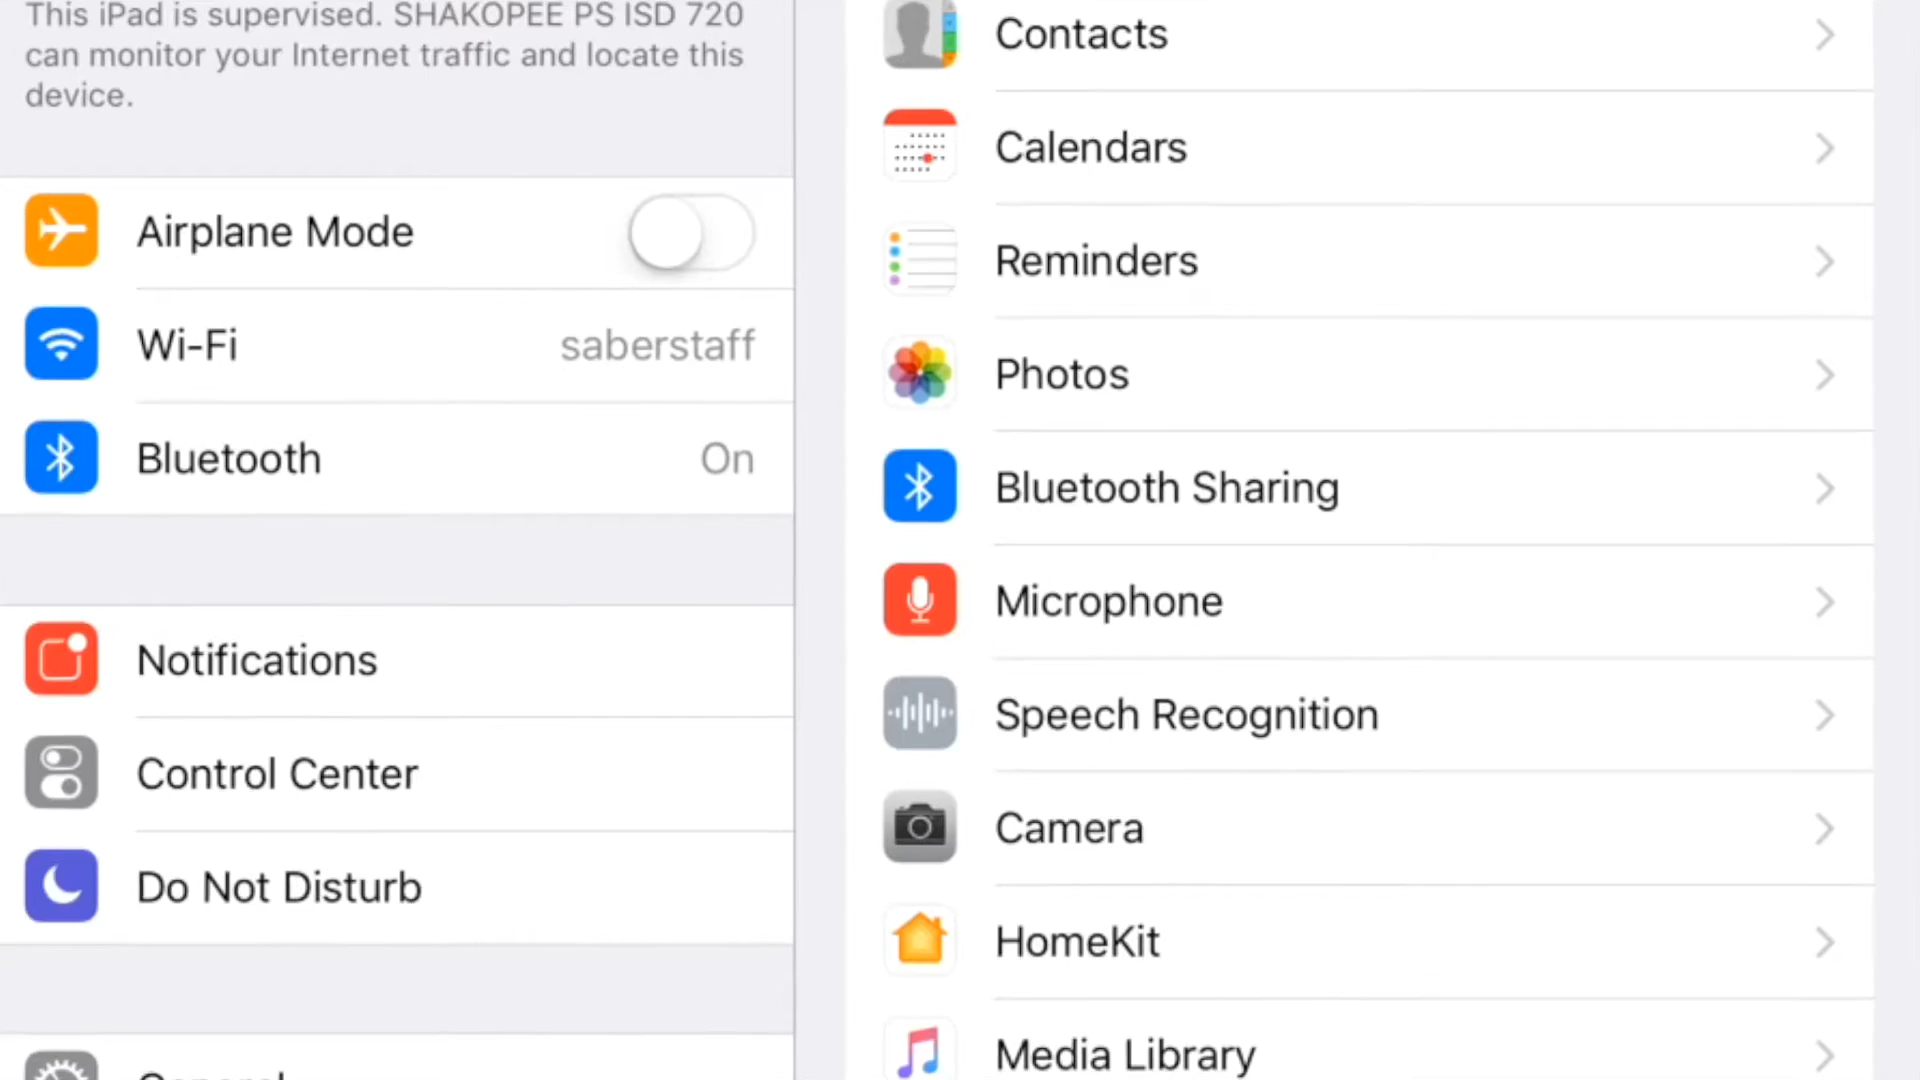 This iPad is supervised. SHAKOPEE PS ISD 720
can monitor your Internet traffic and locate this
device.
Airplane Mode
Wi-Fi saberstaff
Bluetooth On
Notifications
Control Center
Do Not Disturb
General
Contacts
Calendars
Reminders
Photos
Bluetooth Sharing
Microphone
Speech Recognition
Camera
HomeKit
Media Library